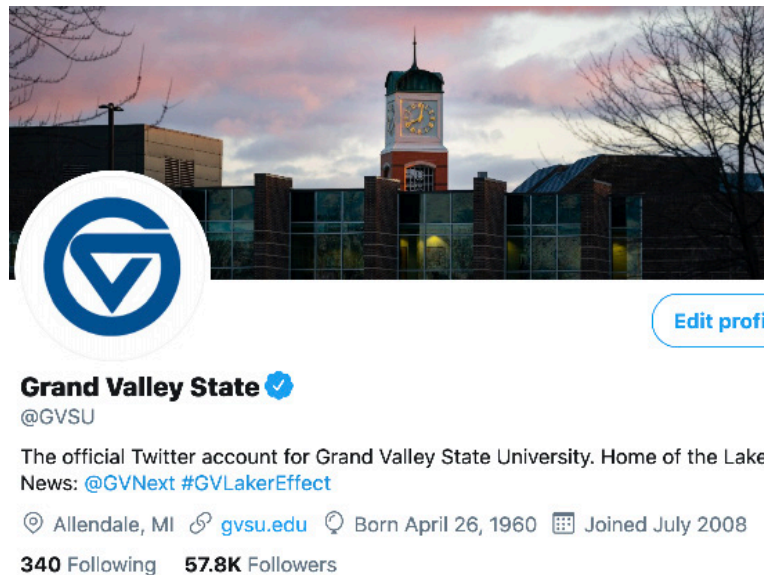 Edit profi
Grand Valley State
@GVSU
The official Twitter account for Grand Valley State University. Home of the Lake
News: @GVNext #GVLakerEffect
Allendale, MI gvsu.edu Born April 26, 1960 Joined July 2008
340 Following 57.8K Followers